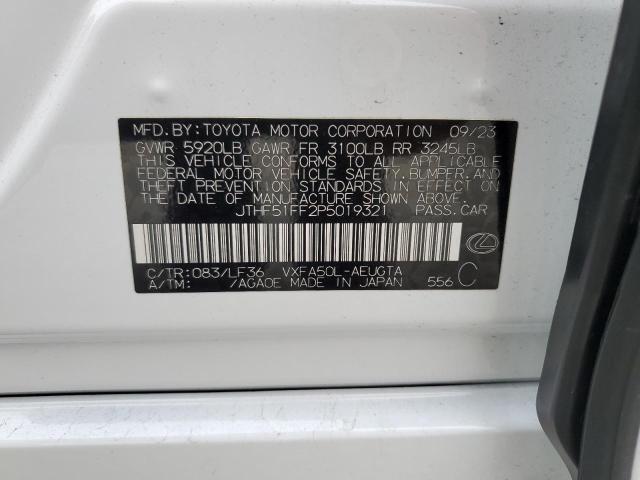 MFD.BY:TOYOTA MOTOR CORPORATION 09/23
GVWR 5920LB GAWR FR 3100LB RR 3245LB
THIS VEHICLE CONFORMS TO ALL APPLICABLE
FEDERAL MOTOR VEHICLE SAFETY,BUMPER,AND
THEFT PREVENTION STANDARDS IN EFFECT ON
THE DATE OF MANUFACTURE SHOWN ABOVE.
JTHF51FF2P5019321 PASS.CAR
C/TR:083/LF36 VXFA50L-AEUGTA
A/TM: /AGA0E MADE IN JAPAN 556 C